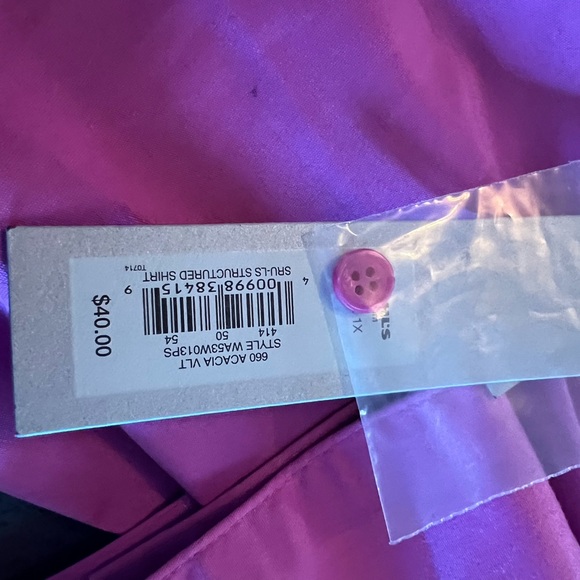 660 ACACIA VLT
STYLE WA53W013PS
414 50 54
4 00998 38415 9
SRU-LS STRUCTURED SHIRT
T0714
$40.00
1X